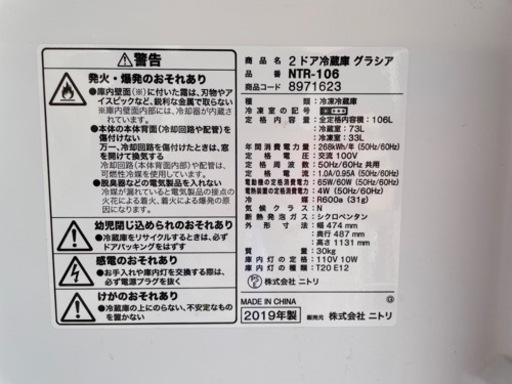 警告
発火・爆発のおそれあり
●庫内壁面(※)に付いた霜は、刃物やア
イスピックなど、鋭利な金属で取らない
※庫内壁面内部には、冷却器が内蔵さ
れています。
●本体の本体背面(冷却回路や配管)を
傷付けない
万一、冷却回路が傷付いたときは、窓
を開けて換気する
冷却回路(本体背面内部)や配管には、
可燃性冷媒を使用しています。
●脱臭器などの電気製品を入れない
冷媒が漏れていると電気製品の接点の
火花による着火で、爆発するおそれが
あります。
幼児閉じ込められのおそれあり
●冷蔵庫をリサイクルするときは、必ず
ドアパッキングをはずす
感電のおそれあり
●お手入れや庫内灯を交換する際は、
必ず電源プラグを抜く
けがのおそれあり
●冷蔵庫の上にものの、不安定なもの
を置かない
商品名 2ドア冷蔵庫 グラシア
品番 NTR-106
商品コード 8971623
種類:冷凍冷蔵庫
冷凍室の記号:
定格内容積:全定格内容積:106L
冷蔵室:73L
冷凍室:33L
年間消費電力量:268kWh/年(50Hz/60Hz)
定格電圧:交流 100V
定格周波数:50Hz/60Hz 共用
定格電流:1.0A/0.95A (50Hz/60Hz)
電動機の定格消費電力:65W/60W (50Hz/60Hz)
電熱装置の定格消費電力:4W (50Hz/60Hz)
冷媒:R600a (31g)
気候クラス:N
断熱発泡ガス:シクロペンタン
外形寸法:幅 474 mm
奥行 487 mm
高さ 1131 mm
質量:30kg
庫内灯の定格:110V 10W
庫内灯の種類:T20 E12
PSE 株式会社 ニトリ
MADE IN CHINA
G
2019年製 販売元 株式会社 ニトリ